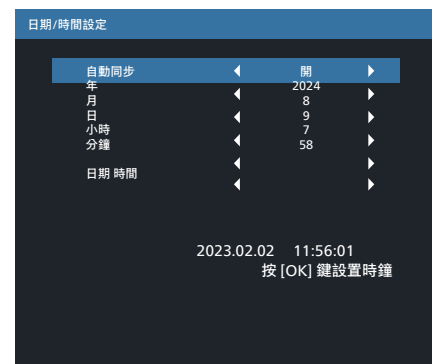 日期/時間設定
自動同步 開
年 2024
月 8
日 9
小時 7
分鐘 58
日期 時間
2023.02.02 11:56:01
按 [OK] 鍵設置時鐘